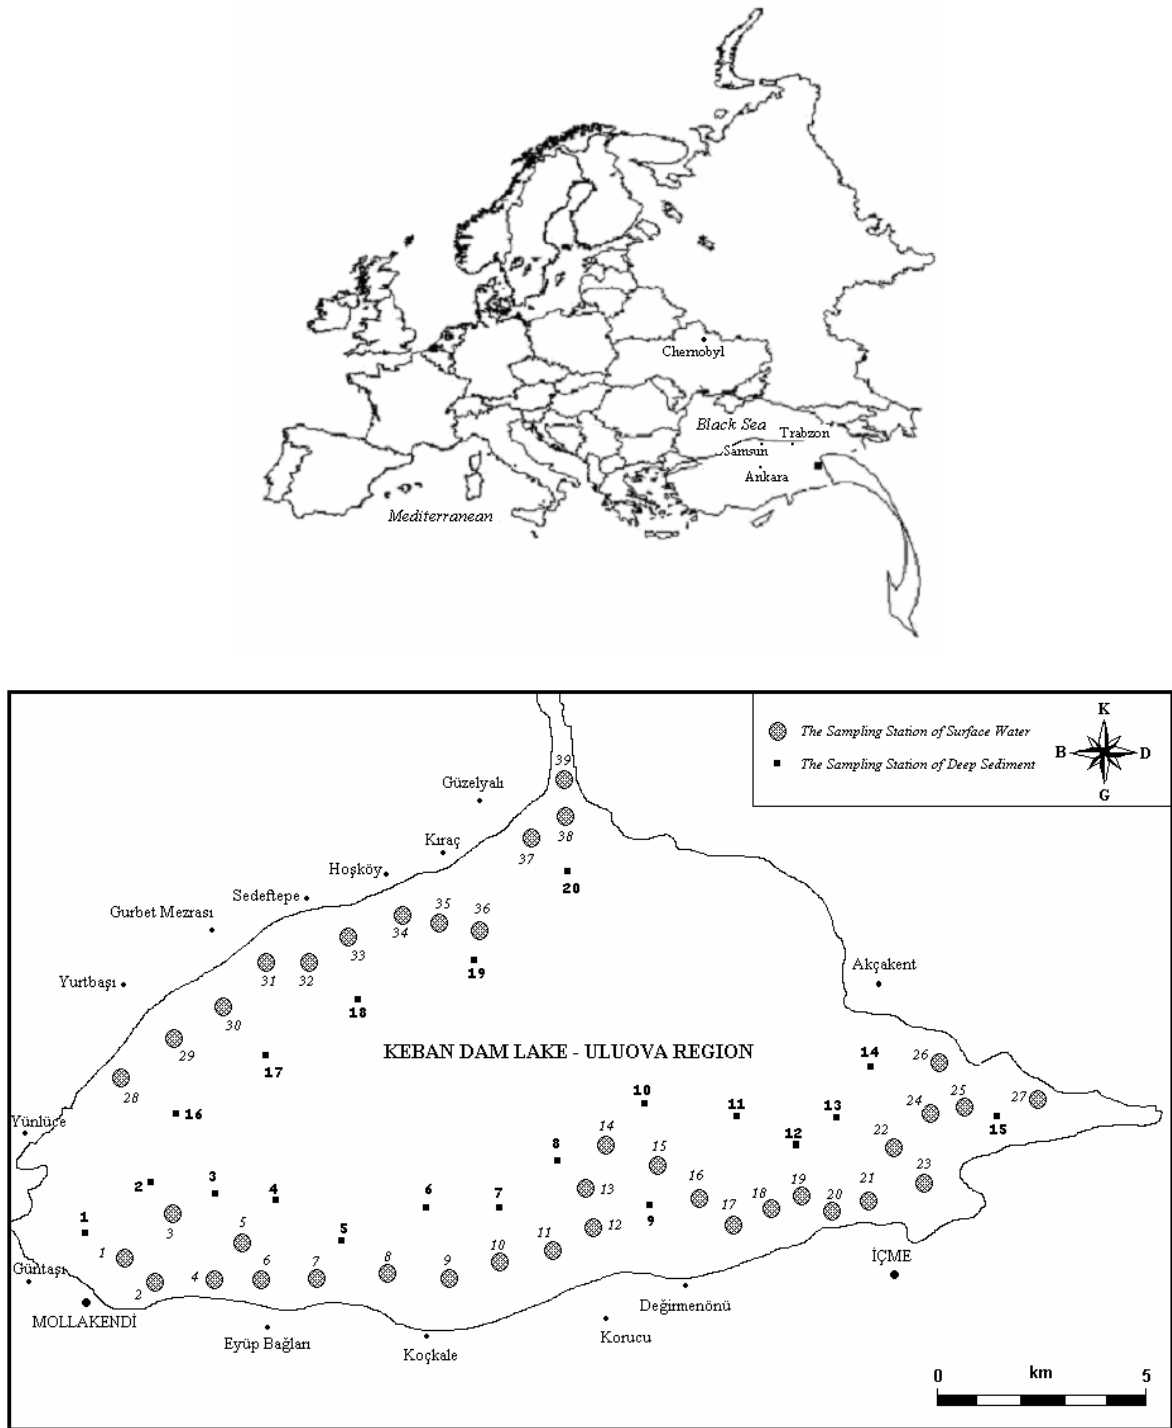 Chernobyl
Black Sea
Trabzon
Samsun
Ankara
Mediterranean
K
The Sampling Station of Surface Water
B D
The Sampling Station of Deep Sediment
G
39
Güzelyalı
38
Kıraç
37
Hoşköy
20
Sedeftepe
35
36
Gurbet Mezrası
34
33
31
32
19
Akçakent
Yurtbaşı
18
30
29
KEBAN DAM LAKE - ULUOVA REGION
14
26
17
28
10
11
13
24
25
27
16
15
Yünlüce
12
14
8
15
22
2
3
4
6
7
13
16
19
21
23
18
20
1
3
5
5
9
12
17
1
11
İÇME
10
Güntaşı
2
4
6
7
8
9
MOLLAKENDİ
Değirmenönü
Eyüp Bağları
Korucu
Koçkale
0 km 5